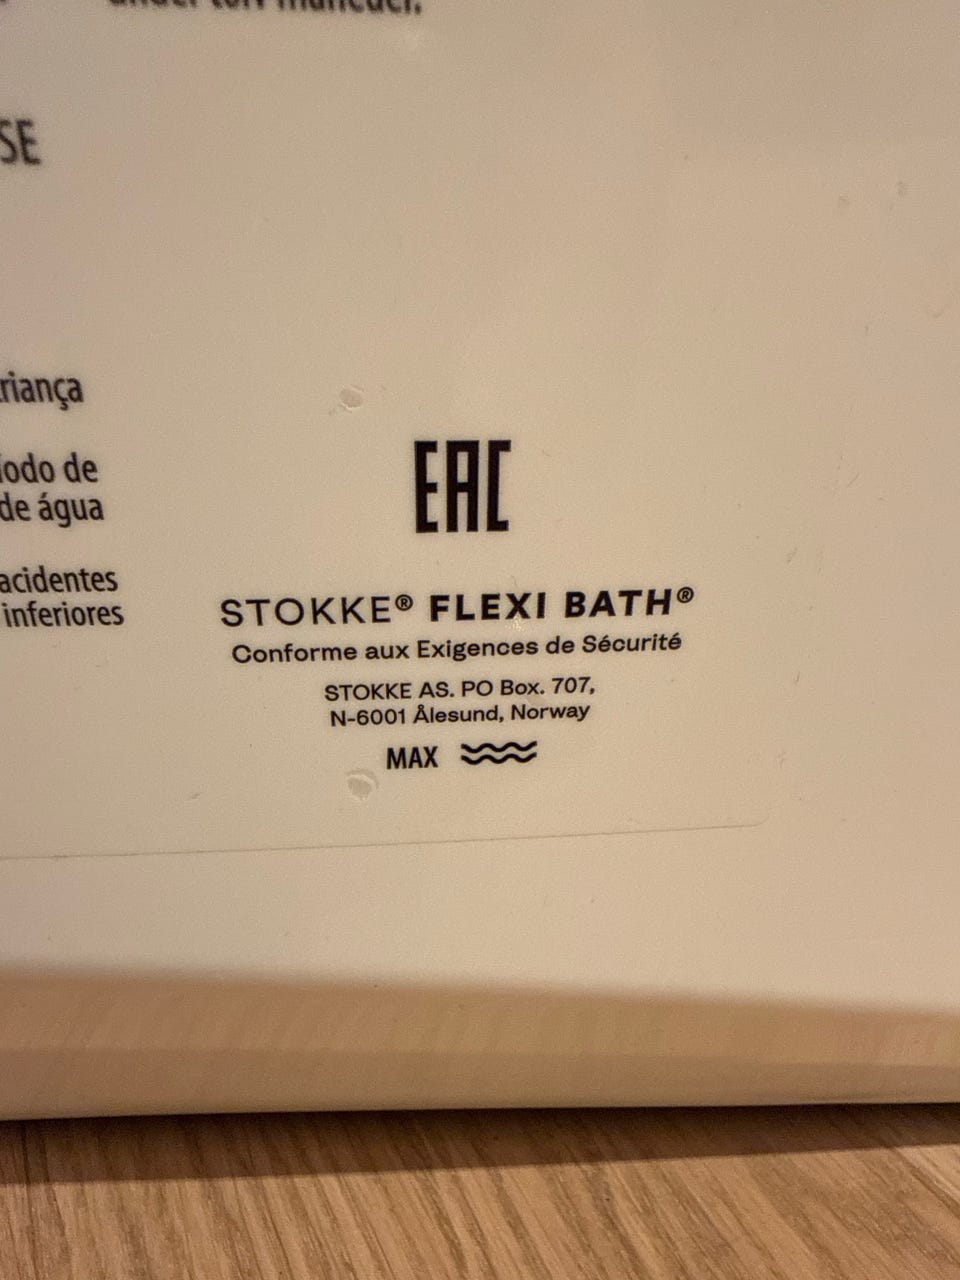 SE
riança
íodo de
de água
acidentes
inferiores
EAC
STOKKE® FLEXI BATH®
Conforme aux Exigences de Sécurité
STOKKE AS. PO Box. 707,
N-6001 Ålesund, Norway
MAX